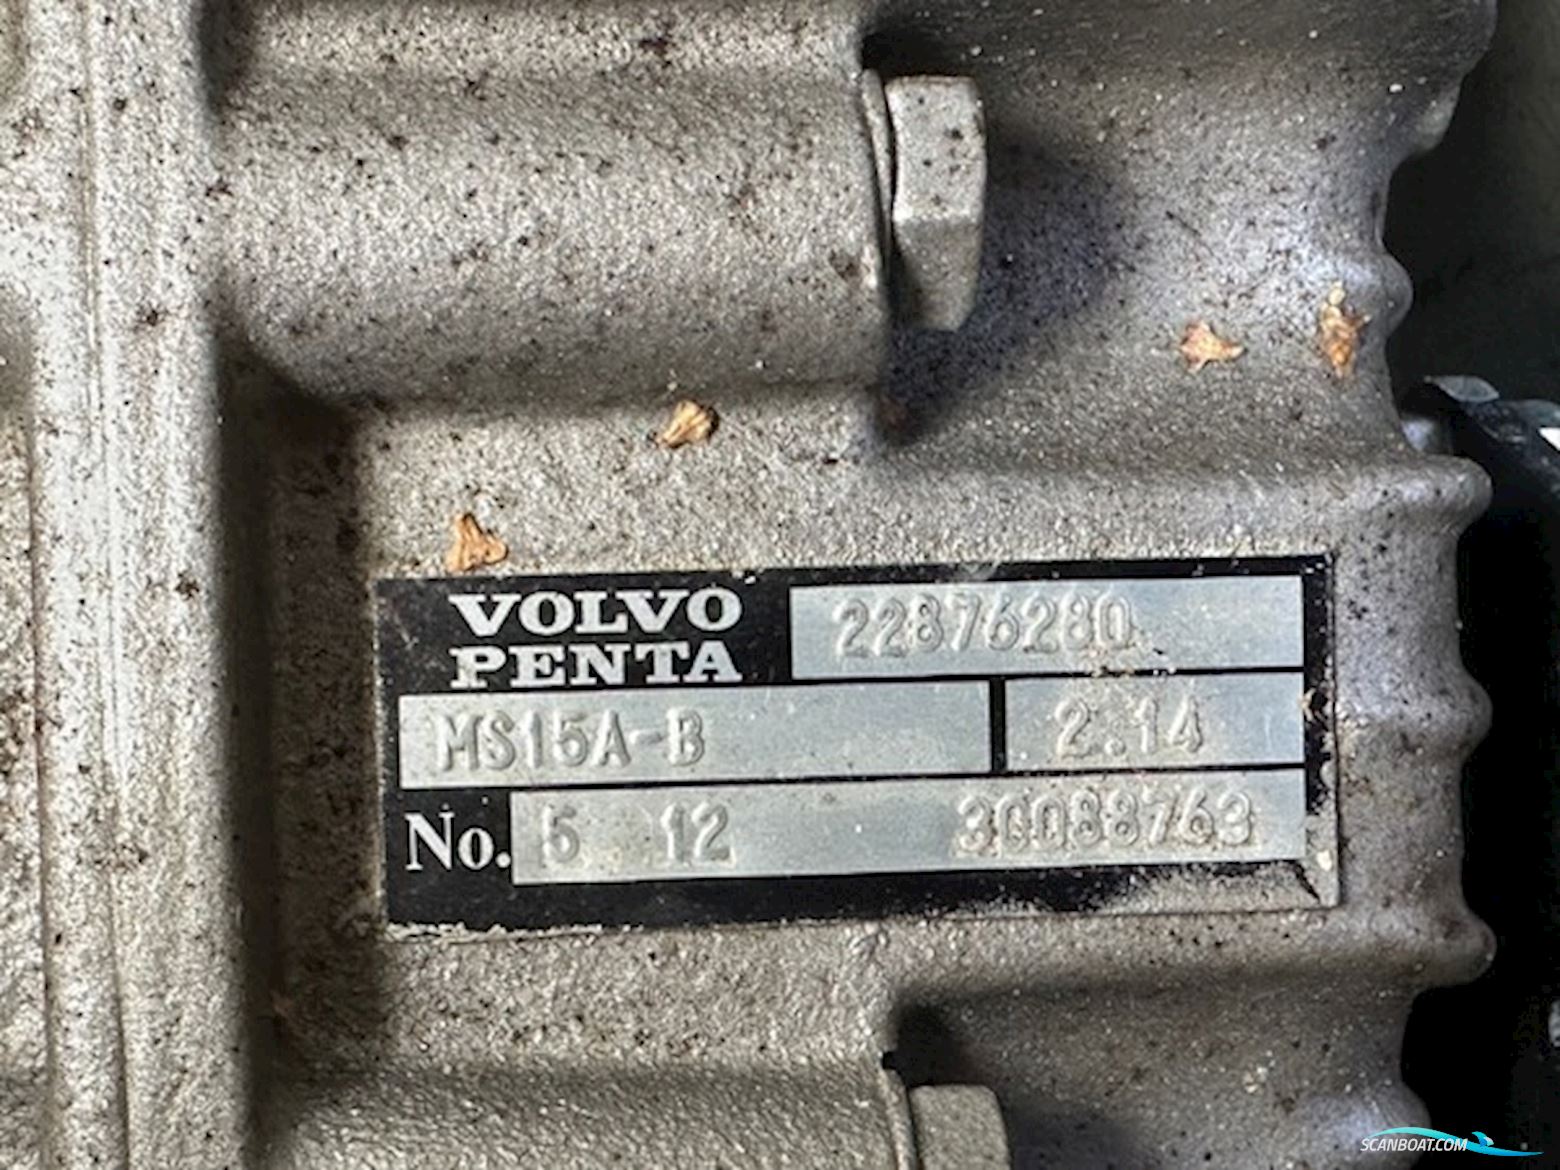 VOLVO
PENTA
22876280
MS15A-B 2.14
No. 5 12 30088763
SCANBOAT.COM